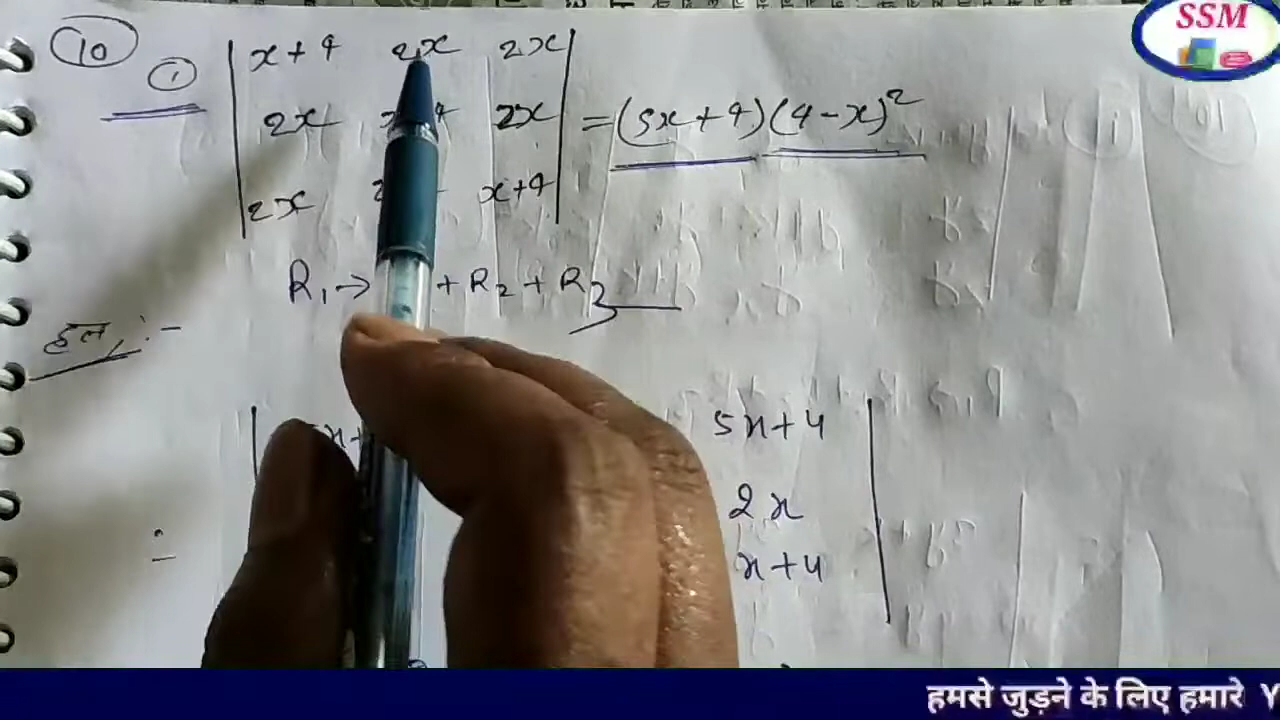 SSM
10
1 | x+4 2x 2x |
2x 2x = (5x+4)(4-x)²
2x x+4
R₁→ + R₂ + R₃
हल :-
5x+4
= 2x
x+4
हमसे जुड़ने के लिए हमारे Y